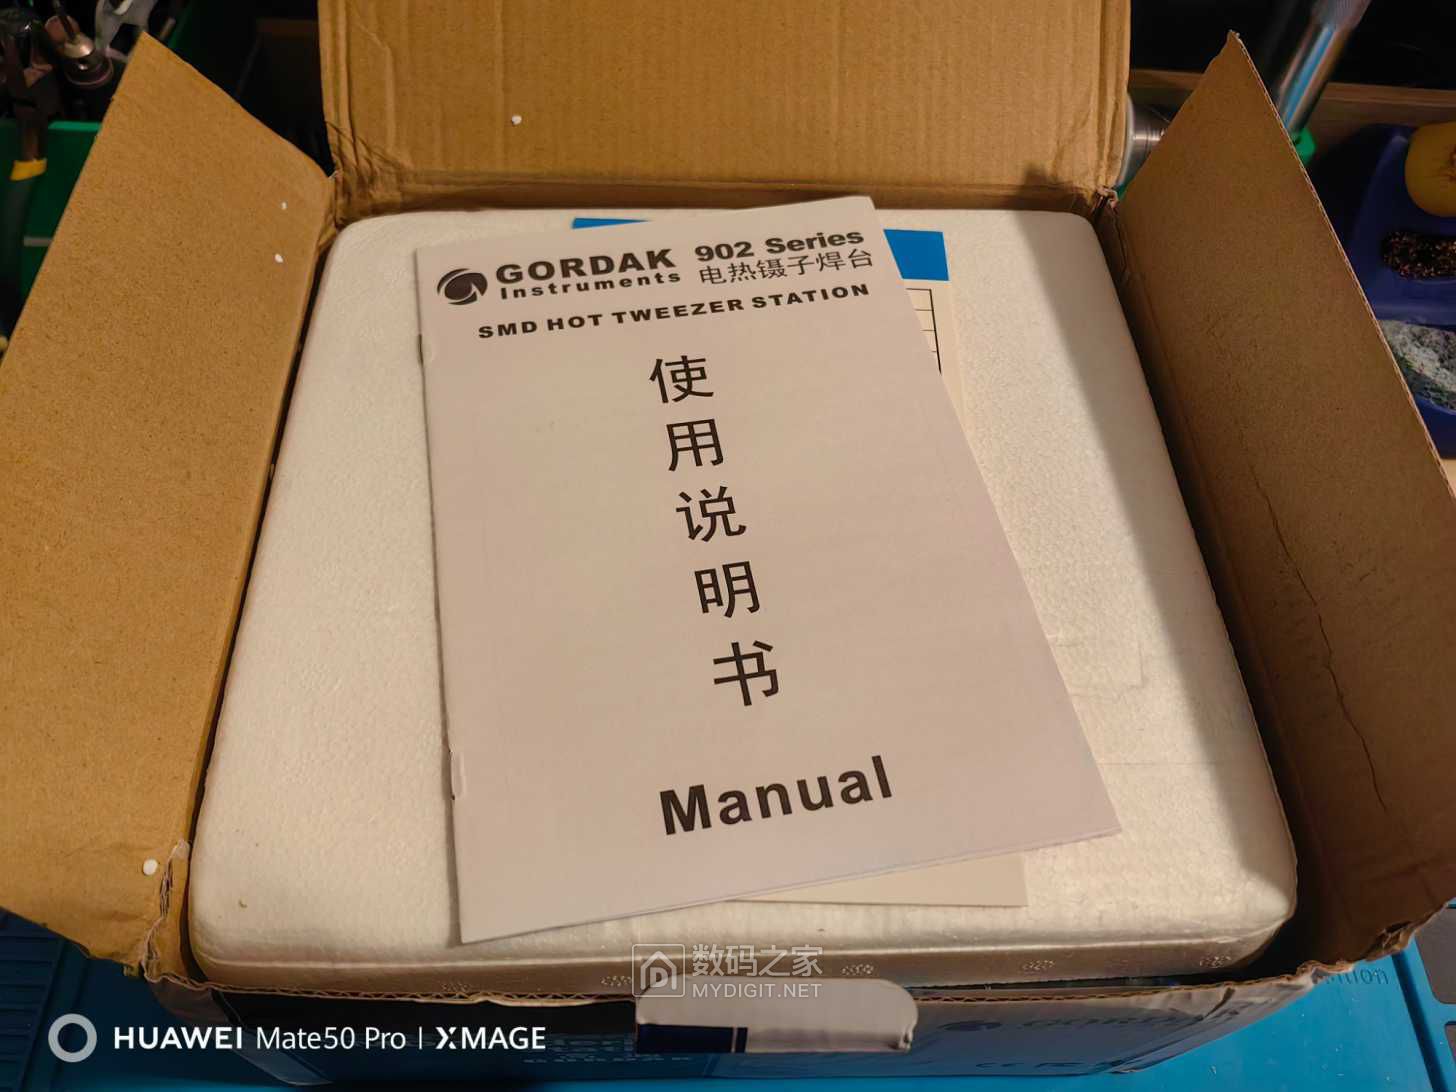 GORDAK 902 Series
Instruments 电热镊子焊台
SMD HOT TWEEZER STATION
使
用
说
明
书
Manual
数码之家
MYDIGIT.NET
HUAWEI Mate50 Pro | XMAGE